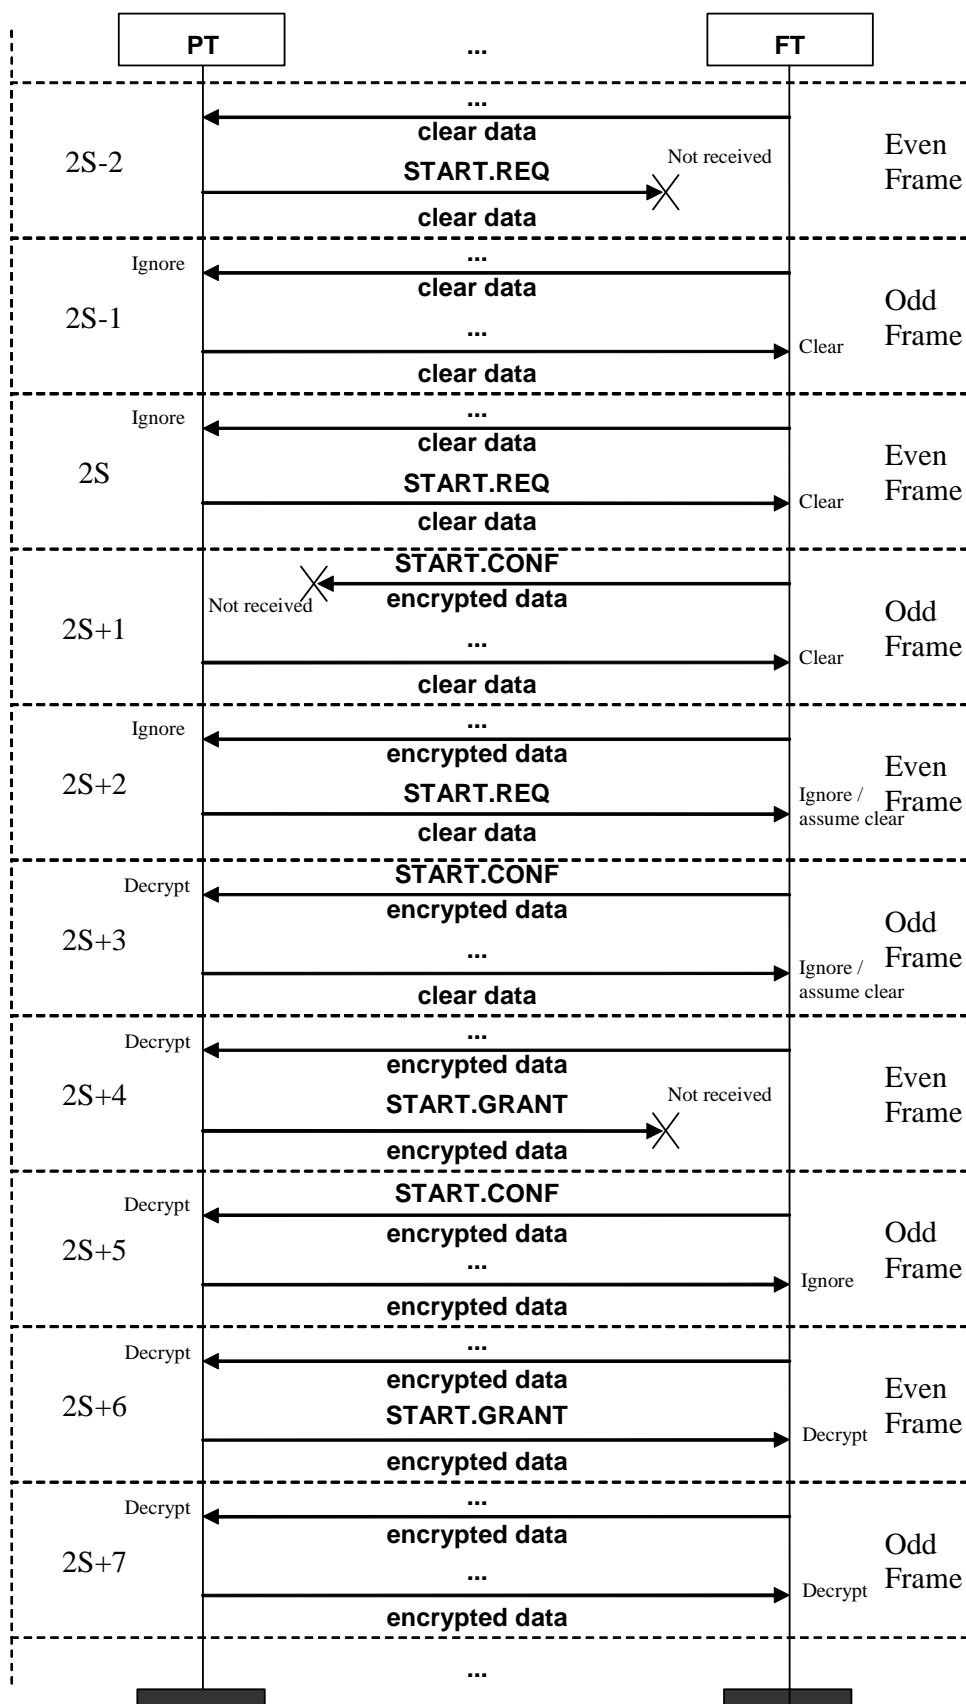 PT
...
FT
...
clear data
2S-2
START.REQ
Not received
clear data
Even
Frame
Ignore
...
clear data
2S-1
...
Clear
clear data
Odd
Frame
Ignore
...
clear data
2S
START.REQ
Clear
clear data
Even
Frame
START.CONF
Not received
encrypted data
2S+1
...
Clear
clear data
Odd
Frame
Ignore
...
encrypted data
2S+2
START.REQ
Ignore /
assume clear
clear data
Even
Frame
START.CONF
Decrypt
encrypted data
2S+3
...
Ignore /
assume clear
clear data
Odd
Frame
Decrypt
...
encrypted data
2S+4
START.GRANT
Not received
encrypted data
Even
Frame
START.CONF
Decrypt
encrypted data
2S+5
...
Ignore
encrypted data
Odd
Frame
Decrypt
...
encrypted data
2S+6
START.GRANT
Decrypt
encrypted data
Even
Frame
Decrypt
...
encrypted data
2S+7
...
Decrypt
encrypted data
Odd
Frame
...